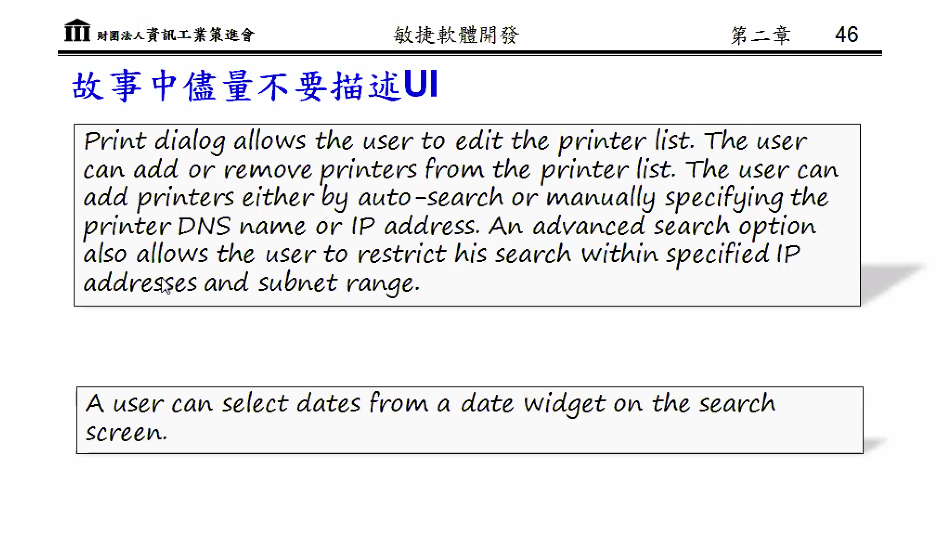 財團法人資訊工業策進會 敏捷軟體開發 第二章 46
故事中儘量不要描述UI
Print dialog allows the user to edit the printer list. The user
can add or remove printers from the printer list. The user can
add printers either by auto-search or manually specifying the
printer DNS name or IP address. An advanced search option
also allows the user to restrict his search within specified IP
addresses and subnet range.
A user can select dates from a date widget on the search
screen.